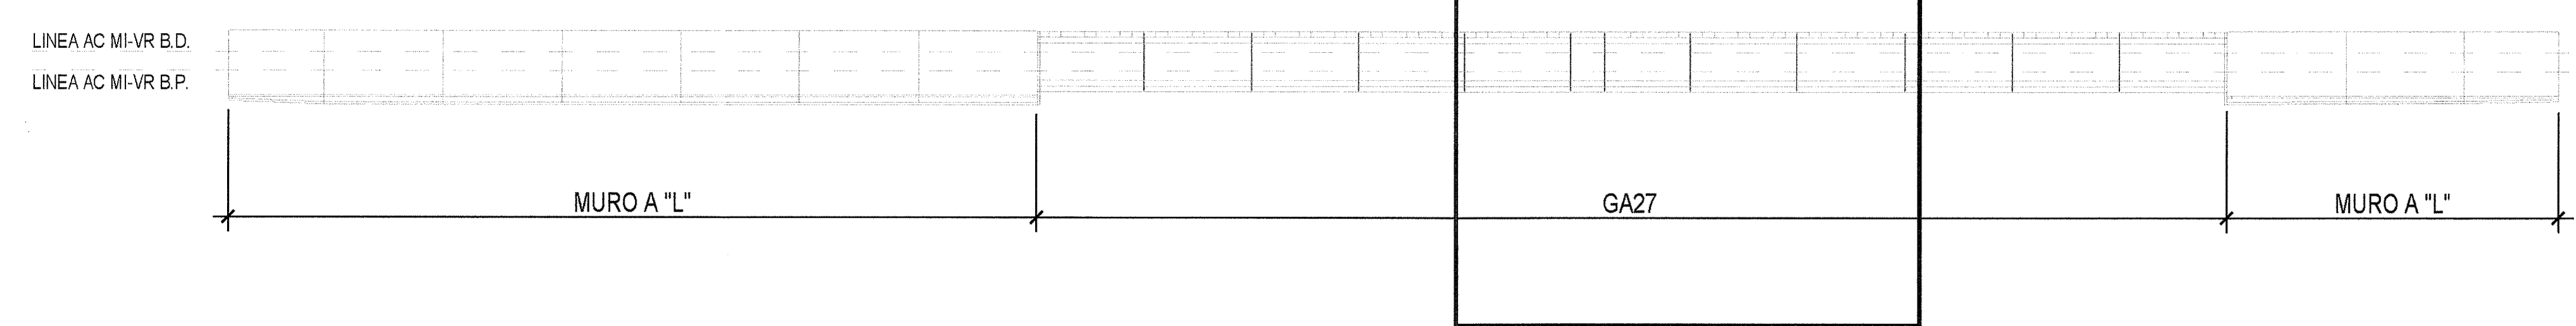 LINEA AC MI-VR B.D.
LINEA AC MI-VR B.P.
MURO A "L"
GA27
MURO A "L"